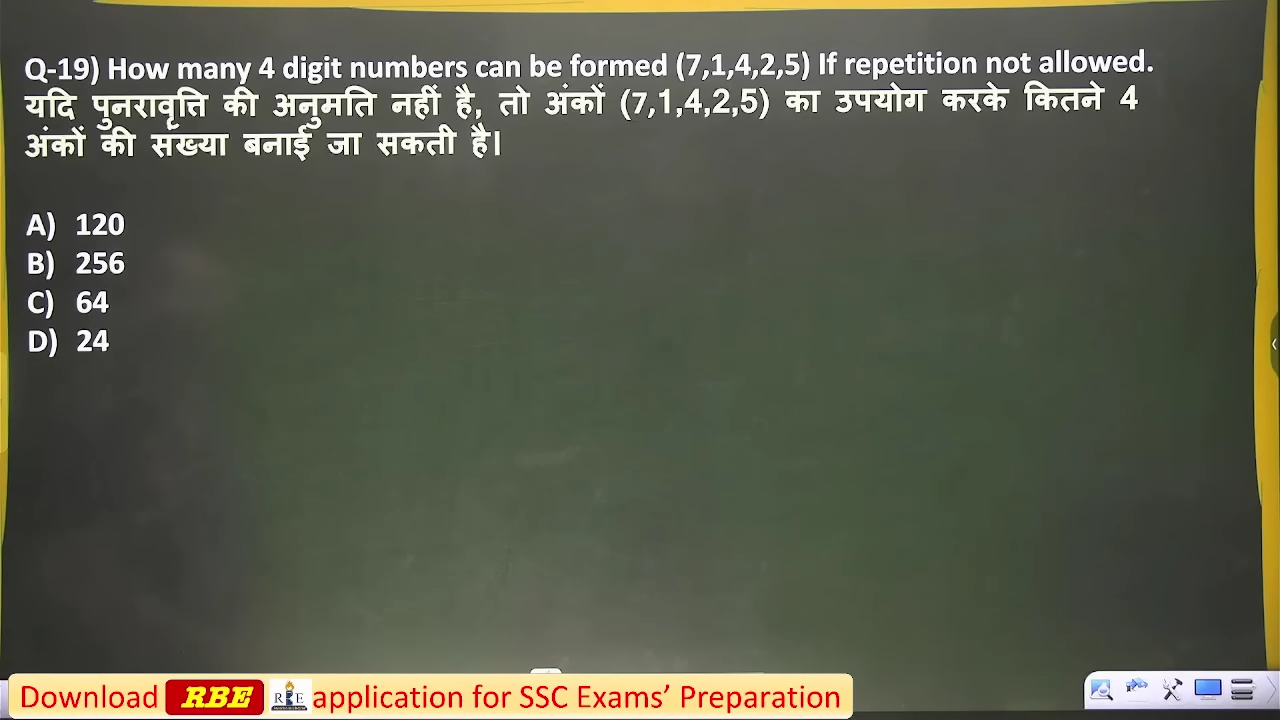 Q-19) How many 4 digit numbers can be formed (7,1,4,2,5) If repetition not allowed.
यदि पुनरावृत्ति की अनुमति नहीं है, तो अंकों (7,1,4,2,5) का उपयोग करके कितने 4
अंकों की संख्या बनाई जा सकती है।
A) 120
B) 256
C) 64
D) 24
Download RBE RBE application for SSC Exams’ Preparation